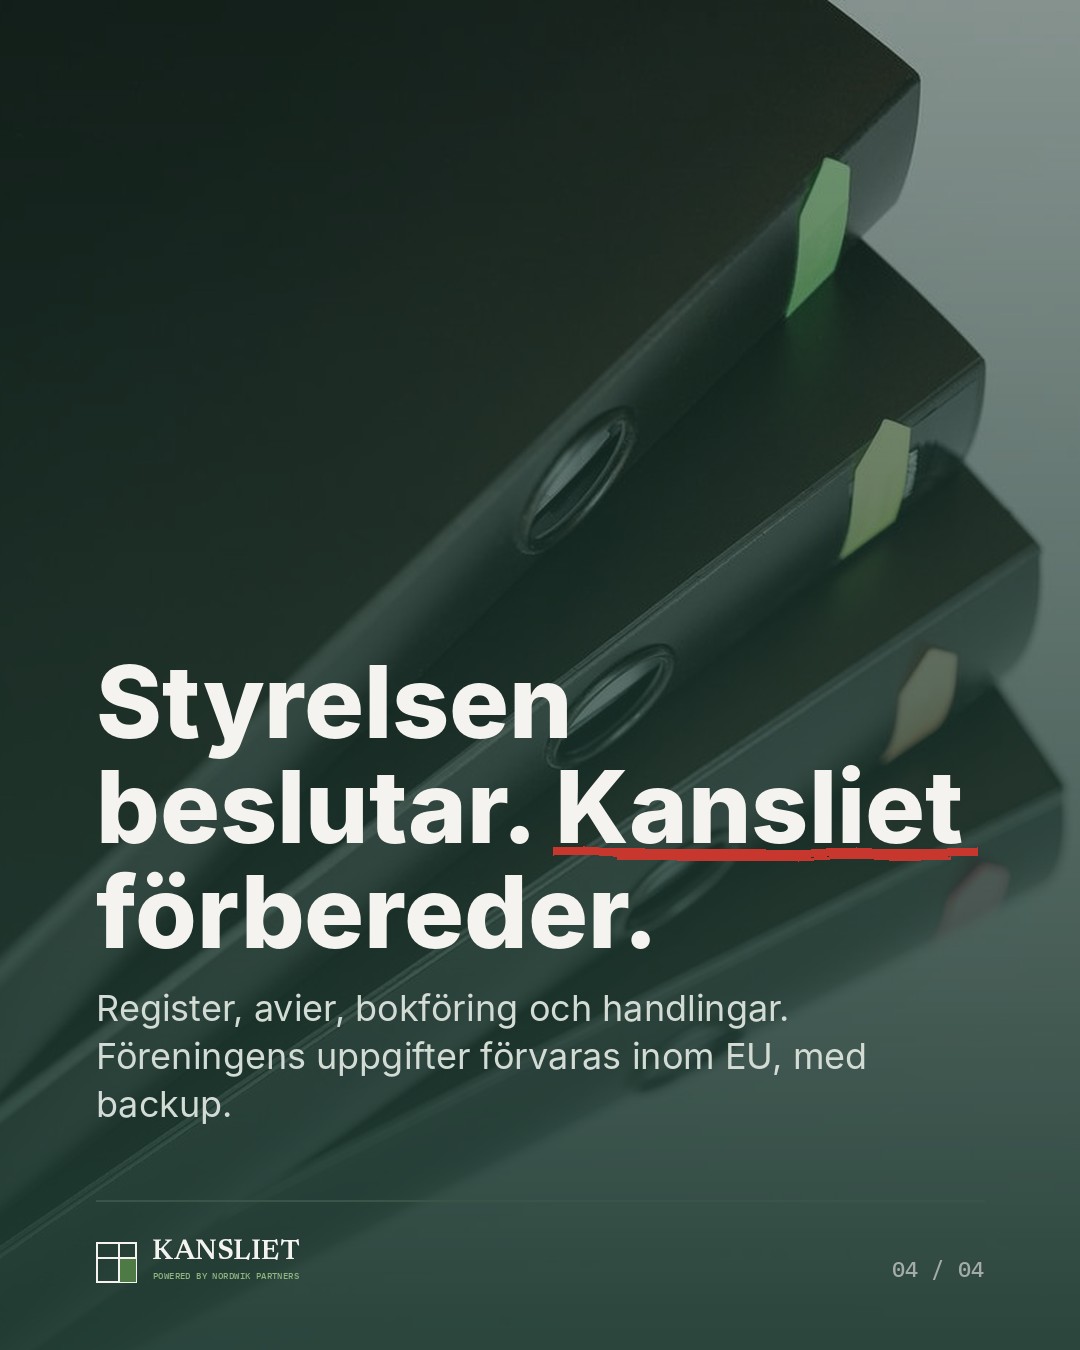 Styrelsen
beslutar. Kansliet
förbereder.
Register, avier, bokföring och handlingar.
Föreningens uppgifter förvaras inom EU, med
backup.
KANSLIET
POWERED BY NORDWIK PARTNERS
04 / 04